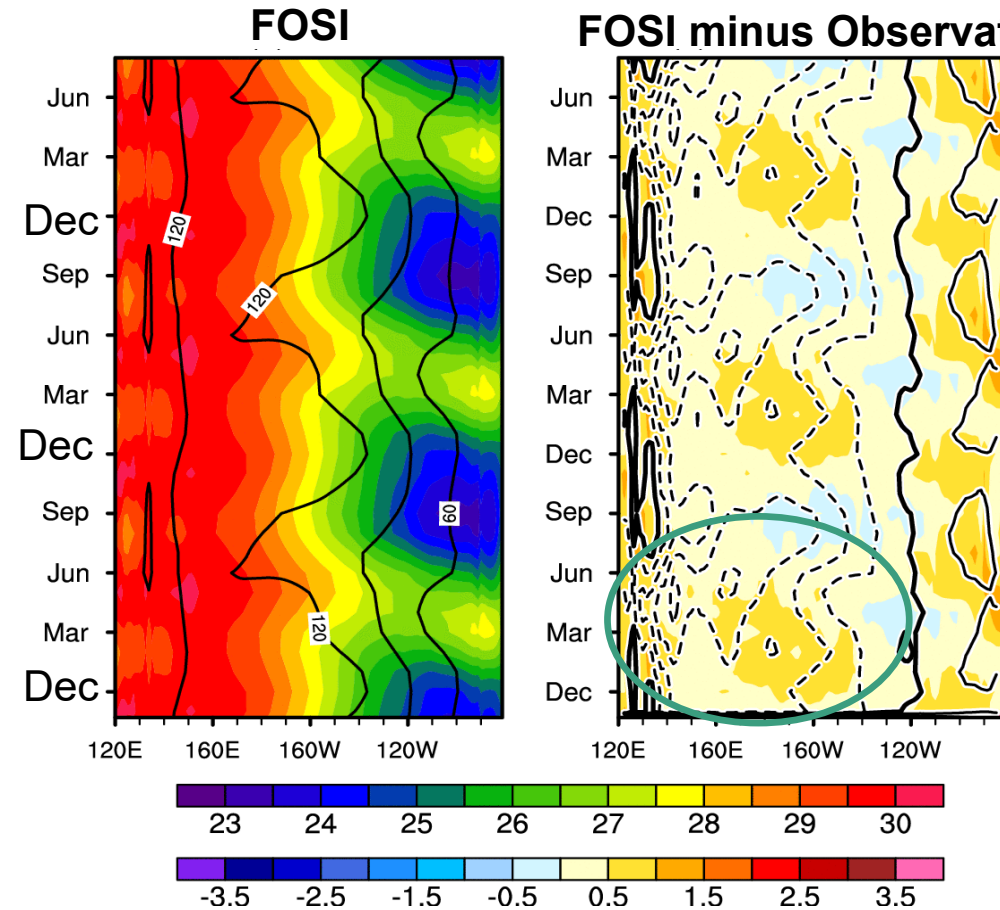 FOSI
FOSI minus Observat
Jun
Mar
Dec
Sep
Jun
Mar
Dec
Sep
Jun
Mar
Dec
120
120
60
120
120E 160E 160W 120W
Jun
Mar
Dec
Sep
Jun
Mar
Dec
Sep
Jun
Mar
Dec
120E 160E 160W 120W
23 24 25 26 27 28 29 30
-3.5 -2.5 -1.5 -0.5 0.5 1.5 2.5 3.5